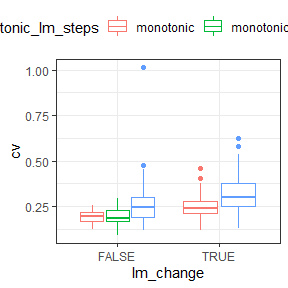 tonic_lm_steps monotonic monotonic
1.00
0.75
0.50
0.25
cv
FALSE TRUE
lm_change